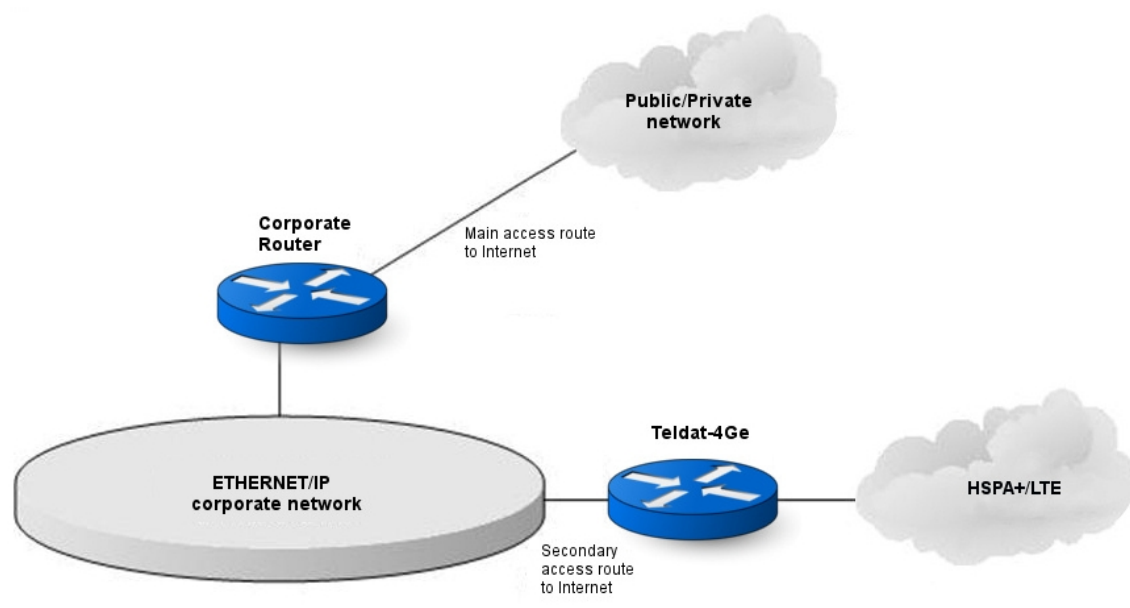 Public/Private
network
Corporate
Router
Main access route
to Internet
Teldat-4Ge
ETHERNET/IP
corporate network
HSPA+/LTE
Secondary
access route
to Internet